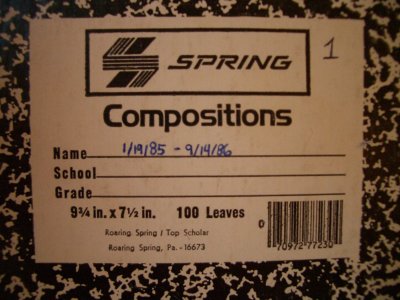 SPRING
1
Compositions
Name 1/19/85 - 9/14/86
School
Grade
9¾ in. x 7½ in. 100 Leaves
Roaring Spring / Top Scholar
Roaring Spring, Pa. - 16673
0 70972 77230